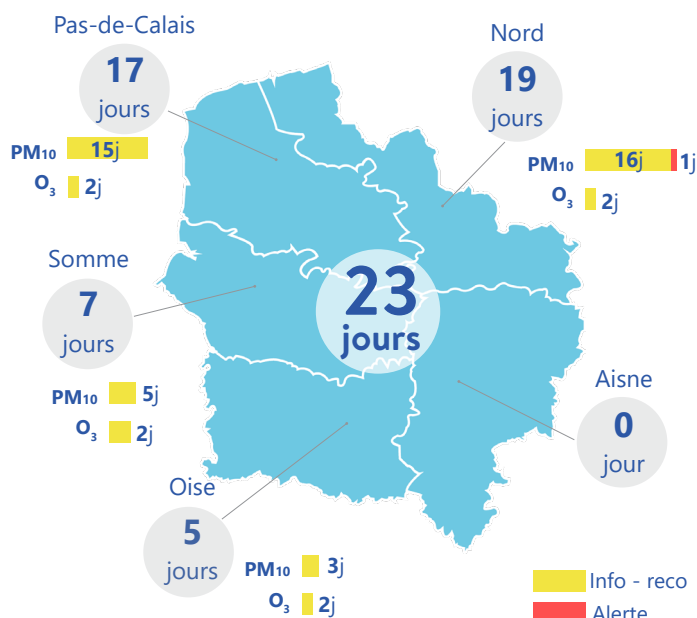 Pas-de-Calais
17
jours
PM10 15j
O3 2j
Nord
19
jours
PM10 16j 1j
O3 2j
Somme
7
jours
PM10 5j
O3 2j
23
jours
Aisne
0
jour
Oise
5
jours
PM10 3j
O3 2j
Info - reco
Alerte